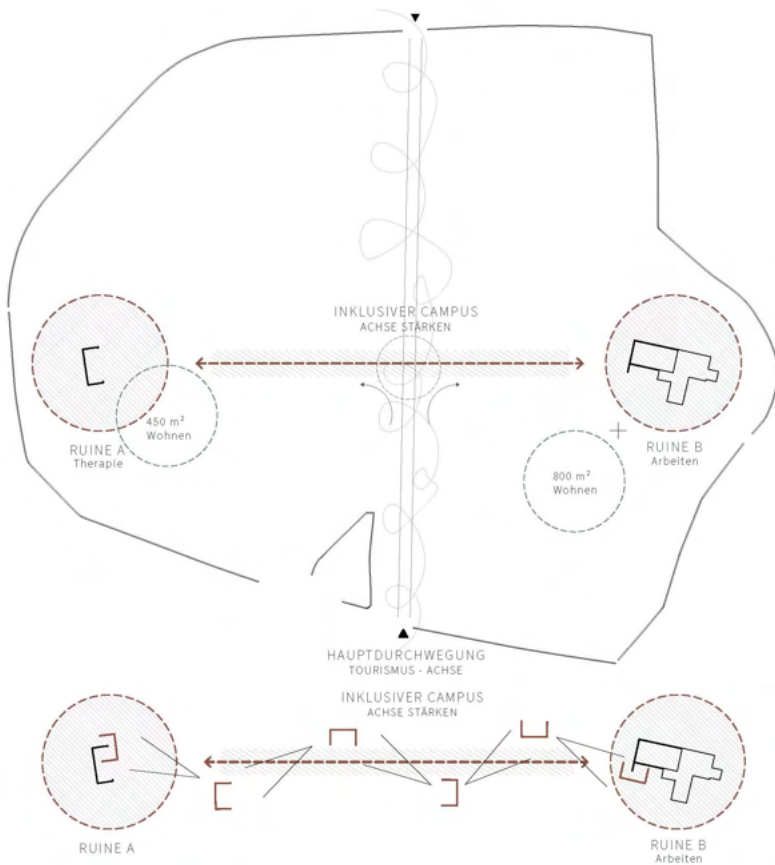 INKLUSIVER CAMPUS
ACHSE STÄRKEN
450 m²
Wohnen
RUINE A
Therapie
800 m²
Wohnen
RUINE B
Arbeiten
HAUPTDURCHWEGUNG
TOURISMUS - ACHSE
INKLUSIVER CAMPUS
ACHSE STÄRKEN
RUINE A
RUINE B
Arbeiten